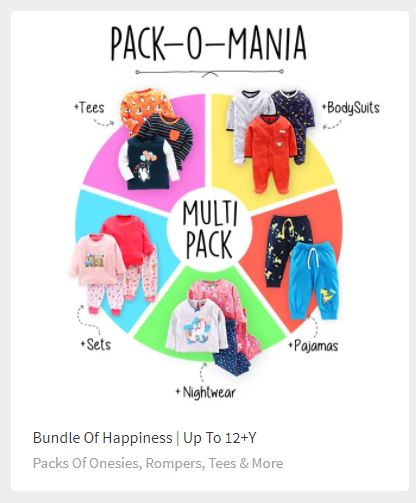 PACK-O-MANIA
+Tees
+BodySuits
MULTI
PACK
+Sets
+Pajamas
+Nightwear
Bundle Of Happiness | Up To 12+Y
Packs Of Onesies, Rompers, Tees & More